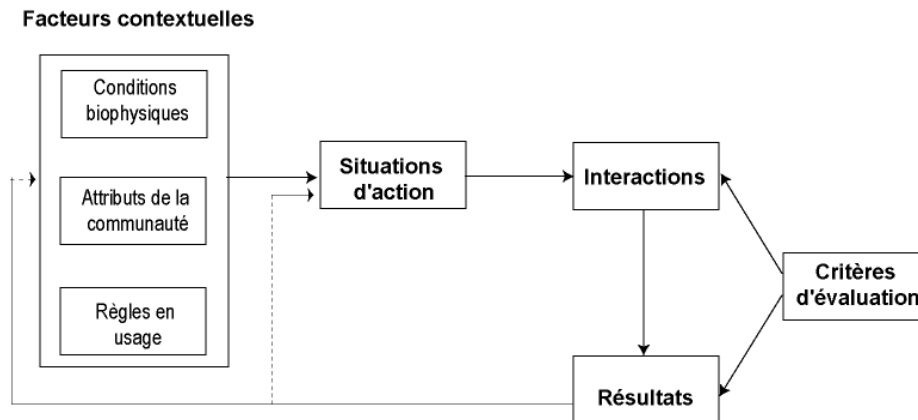 Facteurs contextuelles
Conditions
biophysiques
Attributs de la
communauté
Règles en
usage
Situations
d'action
Interactions
Critères
d'évaluation
Résultats